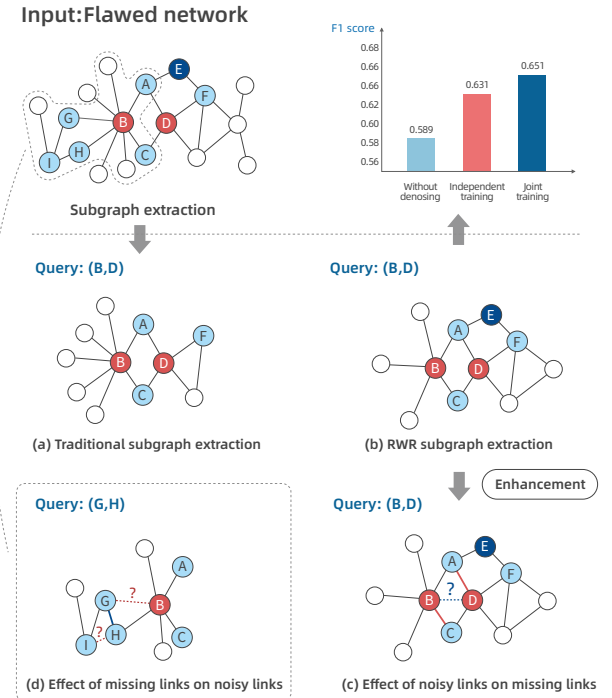 Input:Flawed network
A
E
F
G
B
D
H
C
I
Subgraph extraction
F1 score
0.68
0.66
0.64
0.62
0.60
0.58
0.56
0.589
0.631
0.651
Without denosing
Independent training
Joint training
Query: (B,D)
A
F
B
D
C
(a) Traditional subgraph extraction
Query: (B,D)
E
A
F
B
D
C
(b) RWR subgraph extraction
Enhancement
Query: (G,H)
A
?
G
B
?
H
C
I
(d) Effect of missing links on noisy links
Query: (B,D)
E
A
F
?
B
D
C
(c) Effect of noisy links on missing links